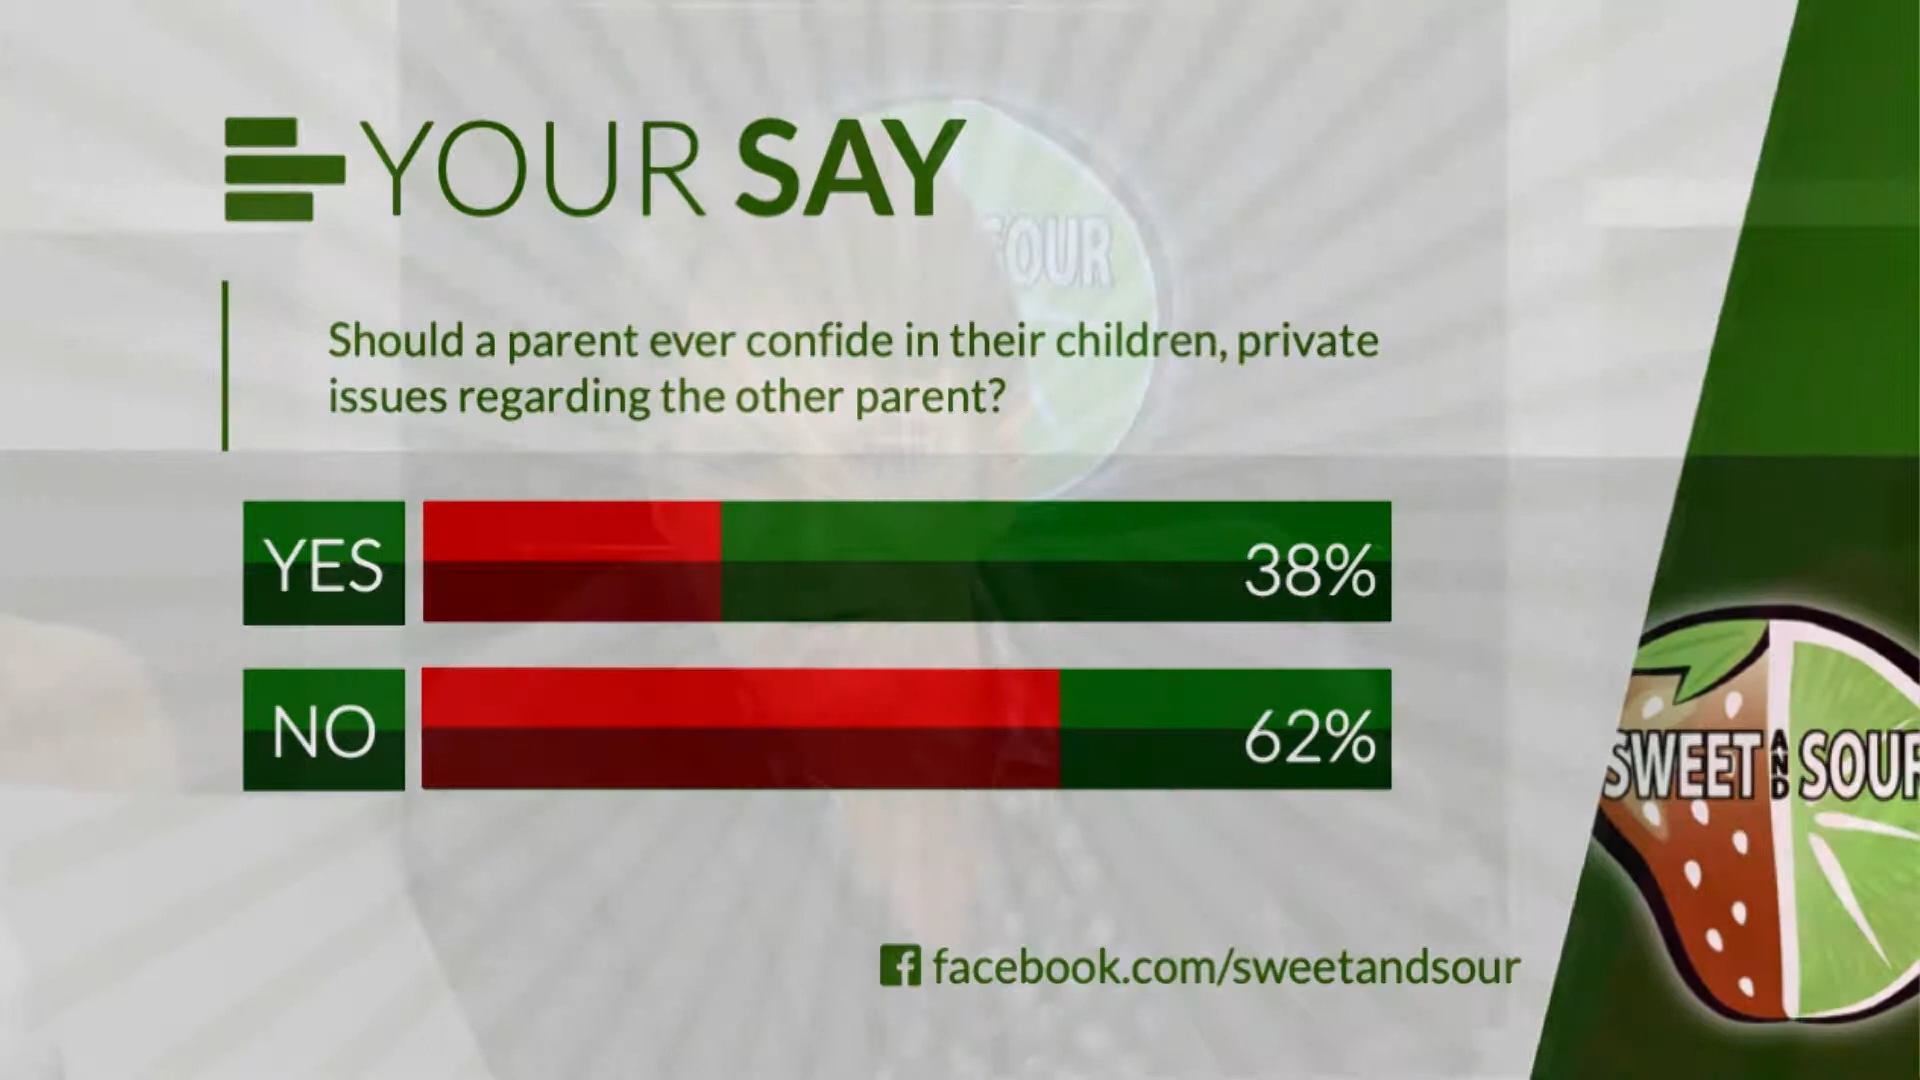 YOUR SAY
OUR
Should a parent ever confide in their children, private
issues regarding the other parent?
YES 38%
NO 62%
SWEET AND SOUR
facebook.com/sweetandsour